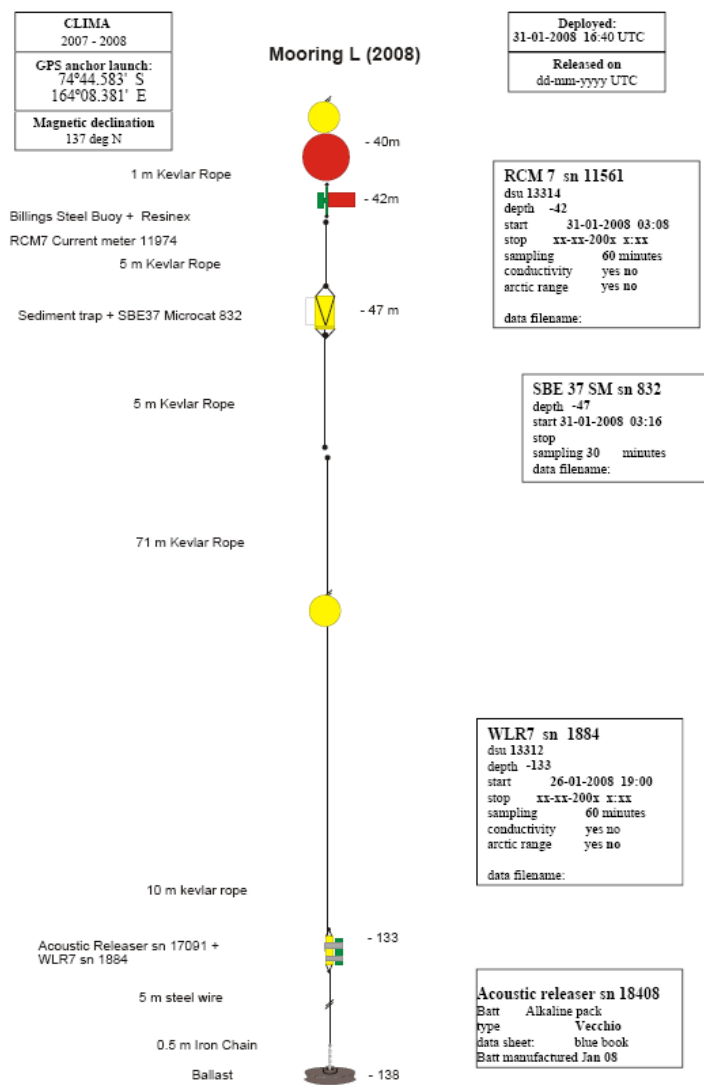 CLIMA
2007 - 2008
GPS anchor launch:
74°44.583' S
164°08.381' E
Magnetic declination
137 deg N
Mooring L (2008)
Deployed:
31-01-2008 16:40 UTC
Released on
dd-mm-yyyy UTC
- 40m
1 m Kevlar Rope
- 42m
Billings Steel Buoy + Resinex
RCM7 Current meter 11974
5 m Kevlar Rope
Sediment trap + SBE37 Microcat 832
- 47 m
5 m Kevlar Rope
71 m Kevlar Rope
10 m kevlar rope
Acoustic Releaser sn 17091 +
WLR7 sn 1884
- 133
5 m steel wire
0.5 m Iron Chain
Ballast
- 138
RCM 7 sn 11561
dsu 13314
depth -42
start 31-01-2008 03:08
stop xx-xx-200x x:xx
sampling 60 minutes
conductivity yes no
arctic range yes no
data filename:
SBE 37 SM sn 832
depth -47
start 31-01-2008 03:16
stop
sampling 30 minutes
data filename:
WLR7 sn 1884
dsu 13312
depth -133
start 26-01-2008 19:00
stop xx-xx-200x x:xx
sampling 60 minutes
conductivity yes no
arctic range yes no
data filename:
Acoustic releaser sn 18408
Batt Alkaline pack
type Vecchio
data sheet: blue book
Batt manufactured Jan 08